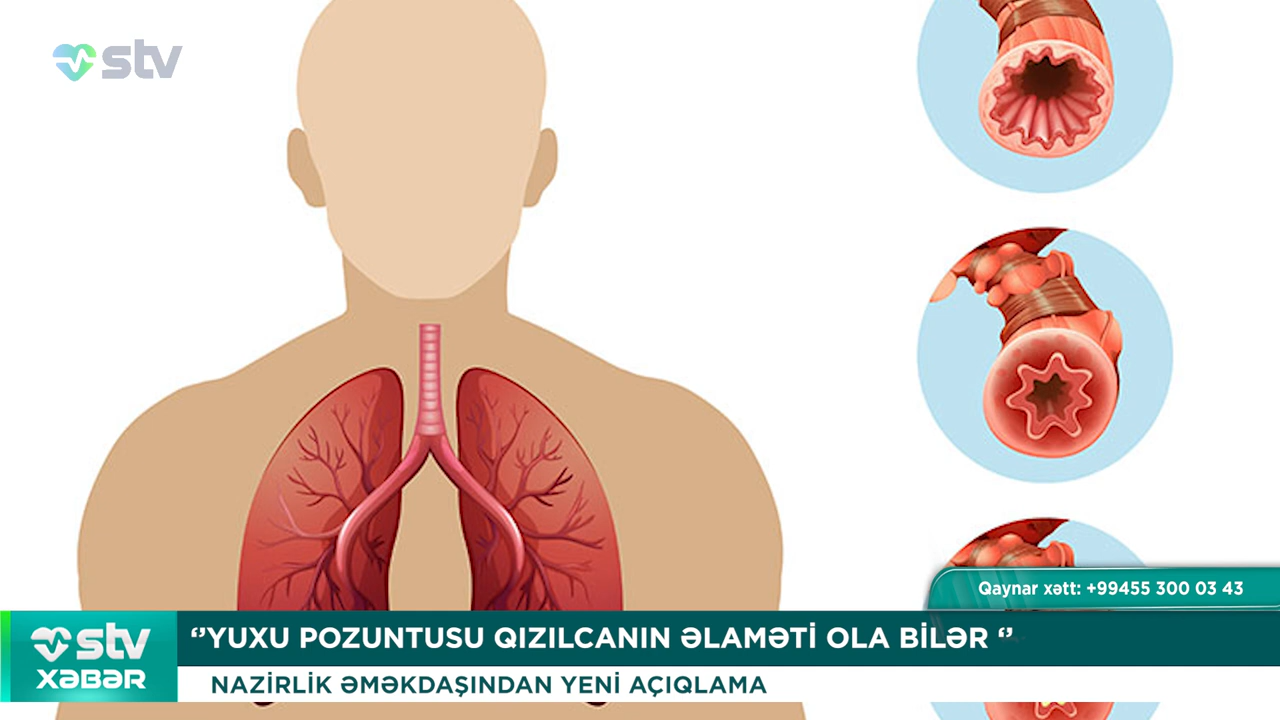 stv
Qaynar xətt: +99455 300 03 43
stv
XƏBƏR
‘’YUXU POZUNTUSU QIZILCANIN ƏLAMƏTİ OLA BİLƏR ‘’
NAZİRLİK ƏMƏKDAŞINDAN YENİ AÇIQLAMA